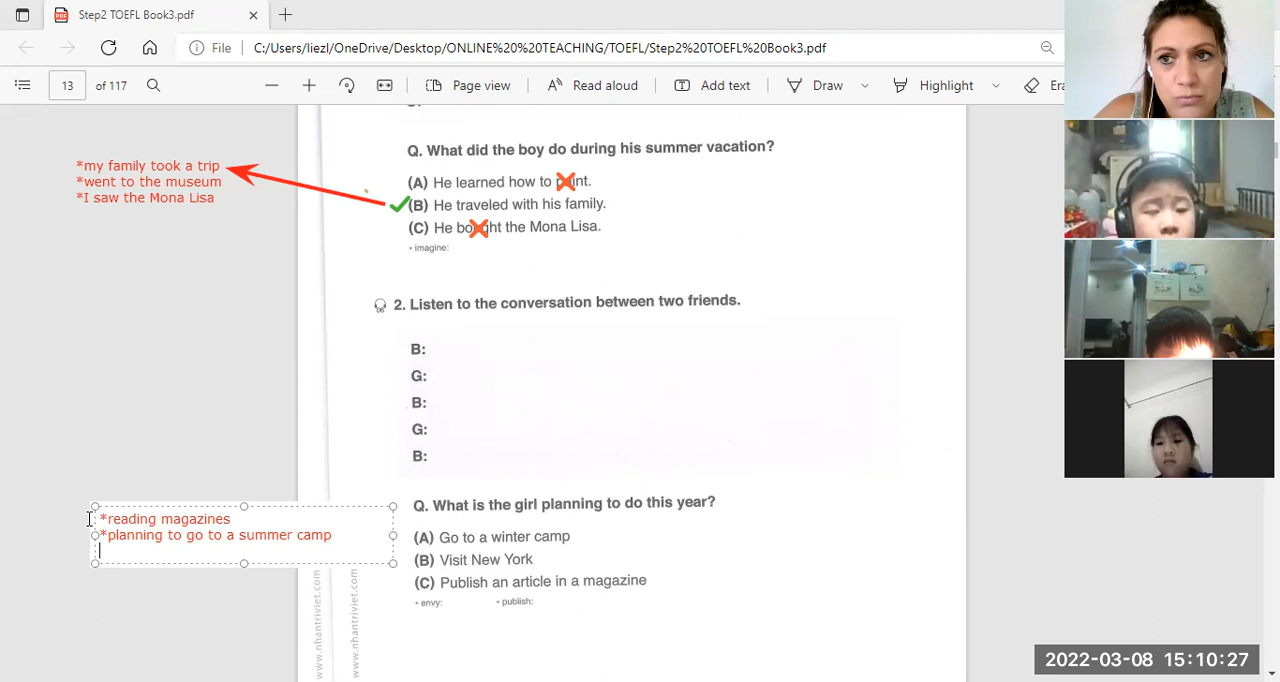 Step2 TOEFL Book3.pdf
File
C:/Users/liezl/OneDrive/Desktop/ONLINE%20%20TEACHING/TOEFL/Step2%20TOEFL%20Book3.pdf
13 of 117
Page view
Read aloud
Add text
Draw
Highlight
Era
*my family took a trip
*went to the museum
*I saw the Mona Lisa
Q. What did the boy do during his summer vacation?
(A) He learned how to paint.
(B) He traveled with his family.
(C) He bought the Mona Lisa.
• imagine:
2. Listen to the conversation between two friends.
B:
G:
B:
G:
B:
*reading magazines
*planning to go to a summer camp
Q. What is the girl planning to do this year?
(A) Go to a winter camp
(B) Visit New York
(C) Publish an article in a magazine
• envy: • publish:
www.nhantriviet.com
www.nhantriviet.com
2022-03-08 15:10:27